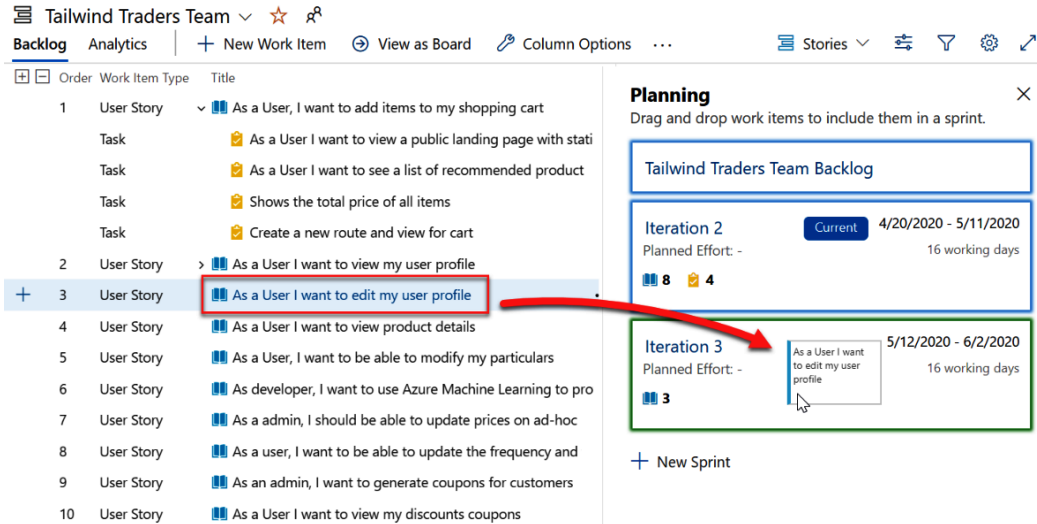 Tailwind Traders Team
Backlog Analytics + New Work Item View as Board Column Options ... Stories
Order Work Item Type Title
1 User Story As a User, I want to add items to my shopping cart
Task As a User I want to view a public landing page with stati
Task As a User I want to see a list of recommended product
Task Shows the total price of all items
Task Create a new route and view for cart
2 User Story As a User I want to view my user profile
+ 3 User Story As a User I want to edit my user profile
4 User Story As a User I want to view product details
5 User Story As a User, I want to be able to modify my particulars
6 User Story As developer, I want to use Azure Machine Learning to pro
7 User Story As a admin, I should be able to update prices on ad-hoc
8 User Story As a user, I want to be able to update the frequency and
9 User Story As an admin, I want to generate coupons for customers
10 User Story As a User I want to view my discounts coupons
Planning
Drag and drop work items to include them in a sprint.
Tailwind Traders Team Backlog
Iteration 2 Current 4/20/2020 - 5/11/2020
Planned Effort: - 16 working days
8 4
Iteration 3 5/12/2020 - 6/2/2020
Planned Effort: - 16 working days
3
As a User I want
to edit my user
profile
+ New Sprint